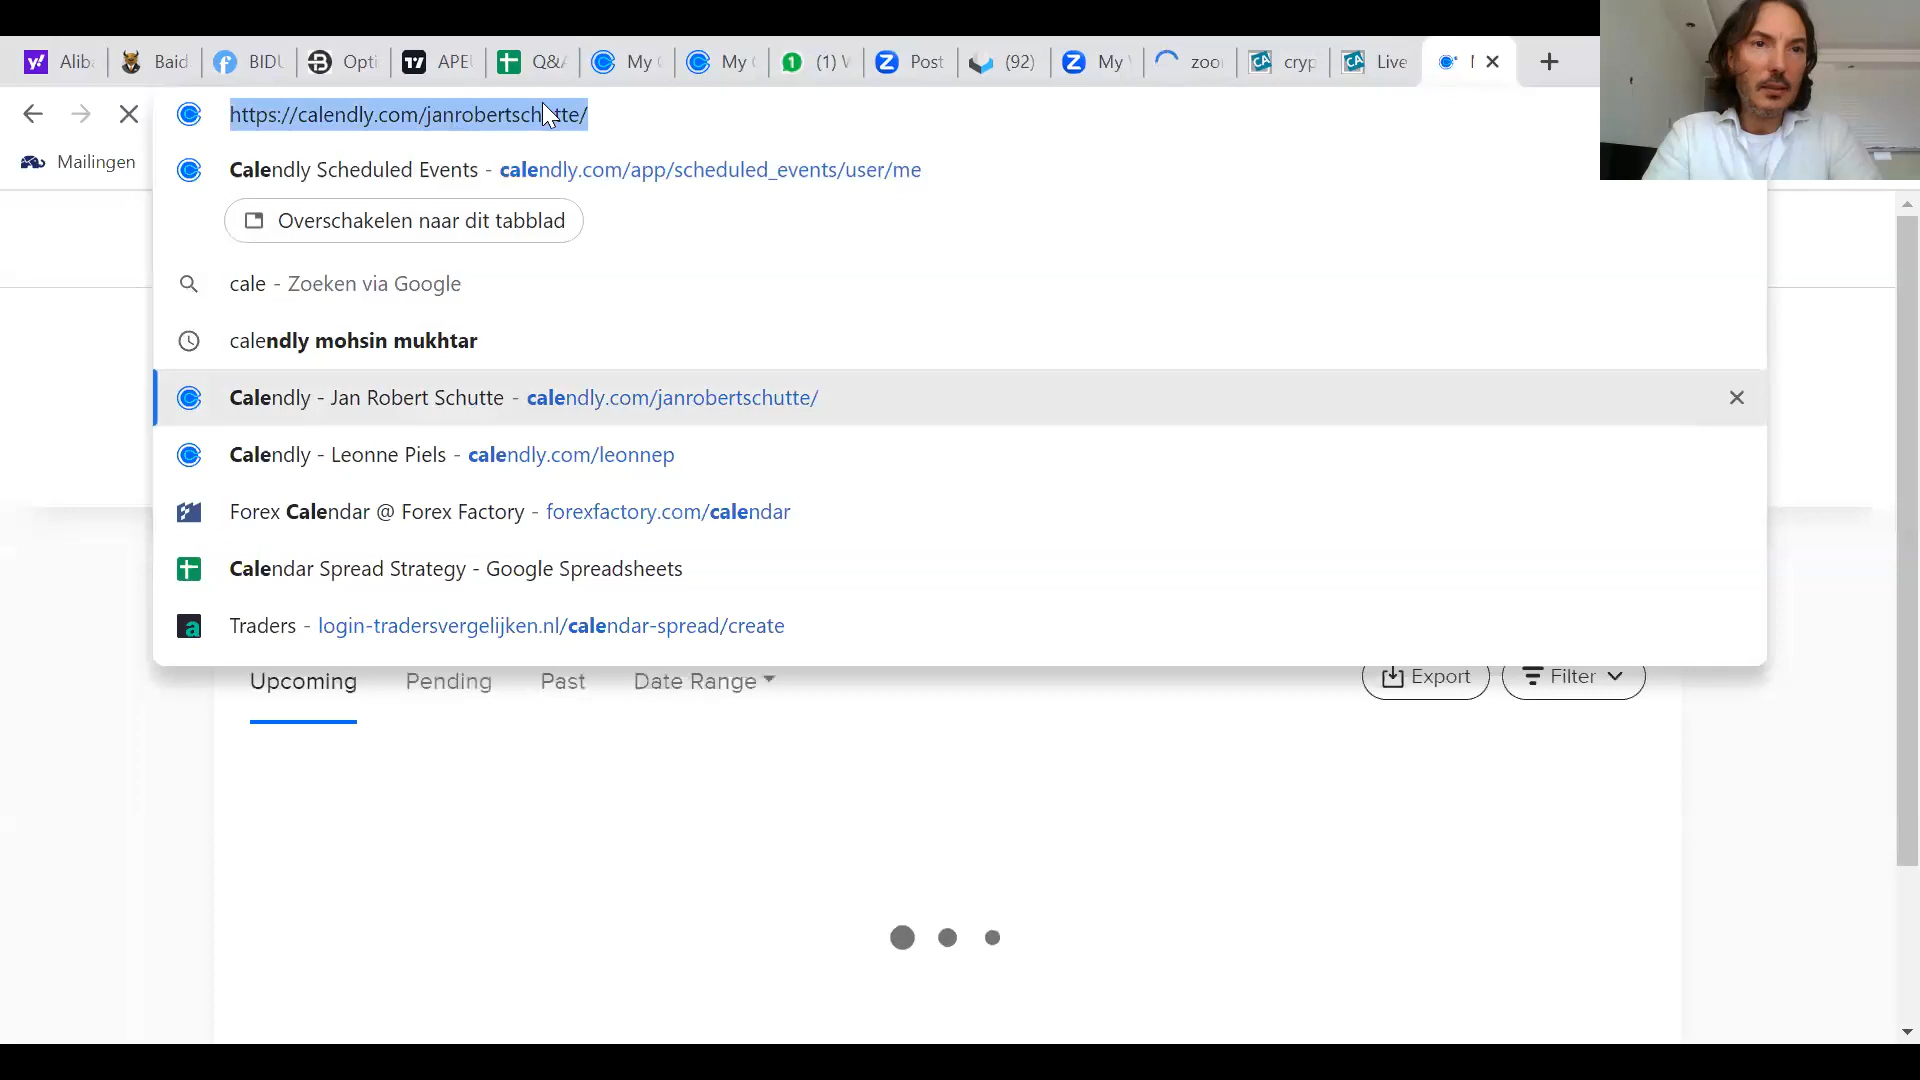 Alib
Baid
BIDU
Opti
APE
Q&A
My
My
(1)
Post
(92)
My
zoo
cryp
Live
https://calendly.com/janrobertschutte/
Mailingen
Calendly Scheduled Events - calendly.com/app/scheduled_events/user/me
Overschakelen naar dit tabblad
cale - Zoeken via Google
calendly mohsin mukhtar
Calendly - Jan Robert Schutte - calendly.com/janrobertschutte/
Calendly - Leonne Piels - calendly.com/leonnep
Forex Calendar @ Forex Factory - forexfactory.com/calendar
Calendar Spread Strategy - Google Spreadsheets
Traders - login-tradersvergelijken.nl/calendar-spread/create
Upcoming
Pending
Past
Date Range
Export
Filter